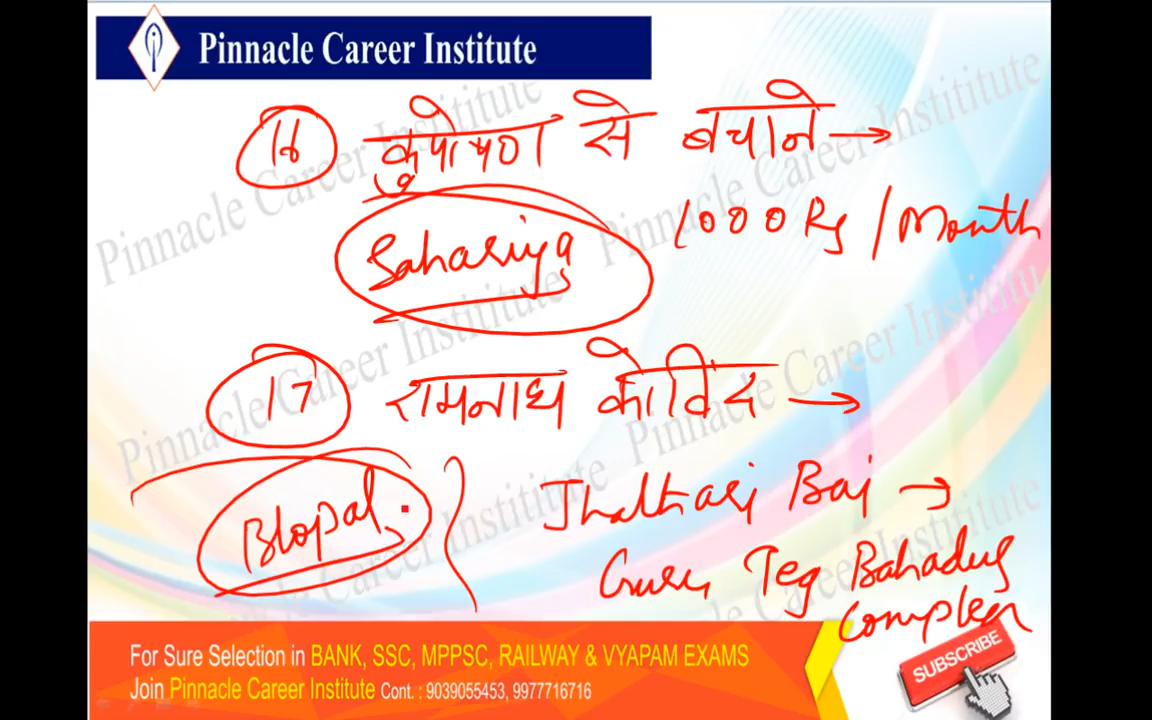 Pinnacle Career Institute
16 कुपोषण से बचाने →
Sahariya 1000 Rs / Month
17 रामनाथ कोविंद →
Bhopal Jhalkari Bai →
Guru Teg Bahadur
Complex
For Sure Selection in BANK, SSC, MPPSC, RAILWAY & VYAPAM EXAMS
Join Pinnacle Career Institute Cont. : 9039055453, 9977716716
SUBSCRIBE